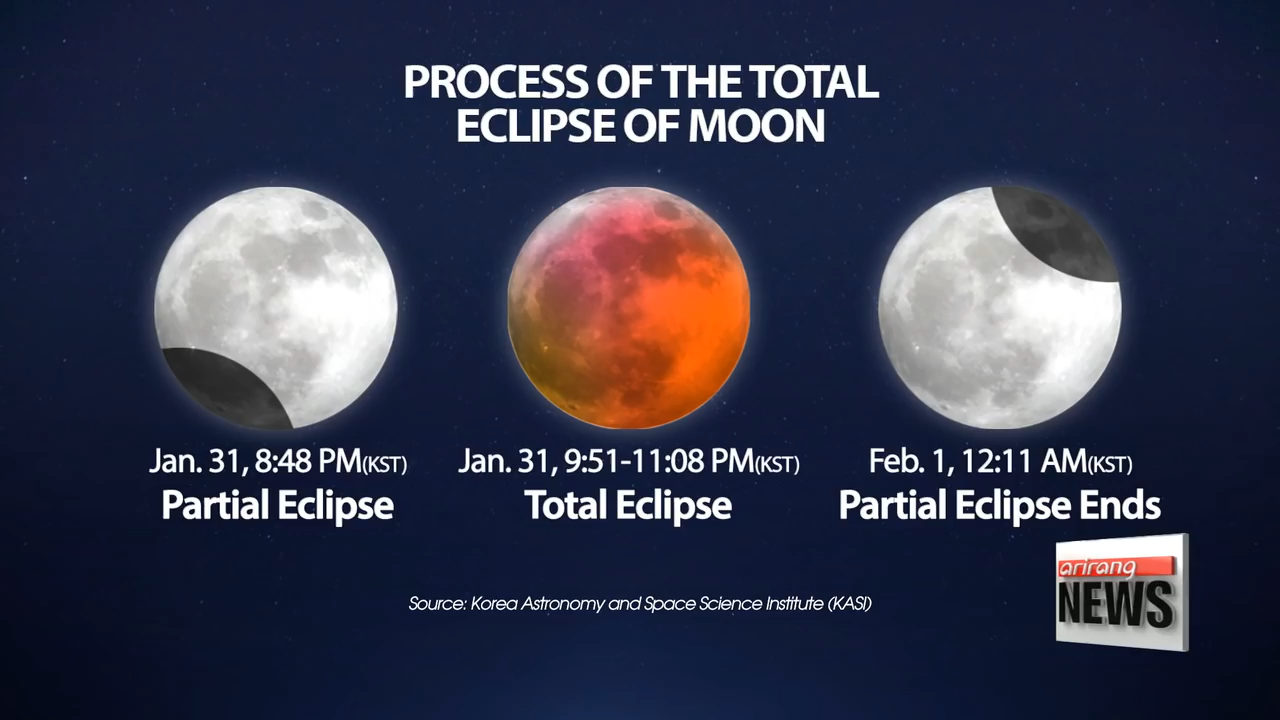 PROCESS OF THE TOTAL
ECLIPSE OF MOON
Jan. 31, 8:48 PM(KST)
Partial Eclipse
Jan. 31, 9:51-11:08 PM(KST)
Total Eclipse
Feb. 1, 12:11 AM(KST)
Partial Eclipse Ends
Source: Korea Astronomy and Space Science Institute (KASI)
arirang
NEWS